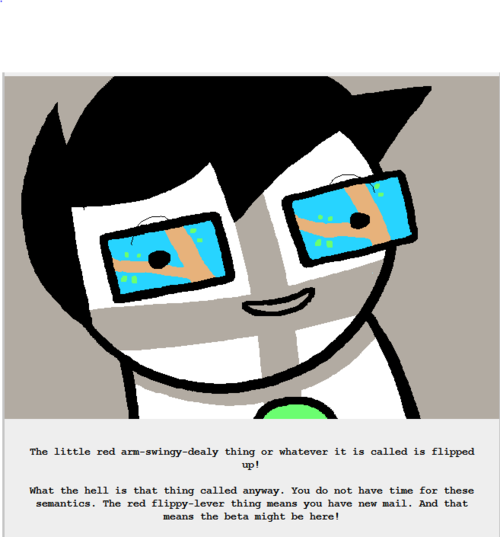 The little red arm-swingy-dealy thing or whatever it is called is flipped
up!
What the hell is that thing called anyway. You do not have time for these
semantics. The red flippy-lever thing means you have new mail. And that
means the beta might be here!